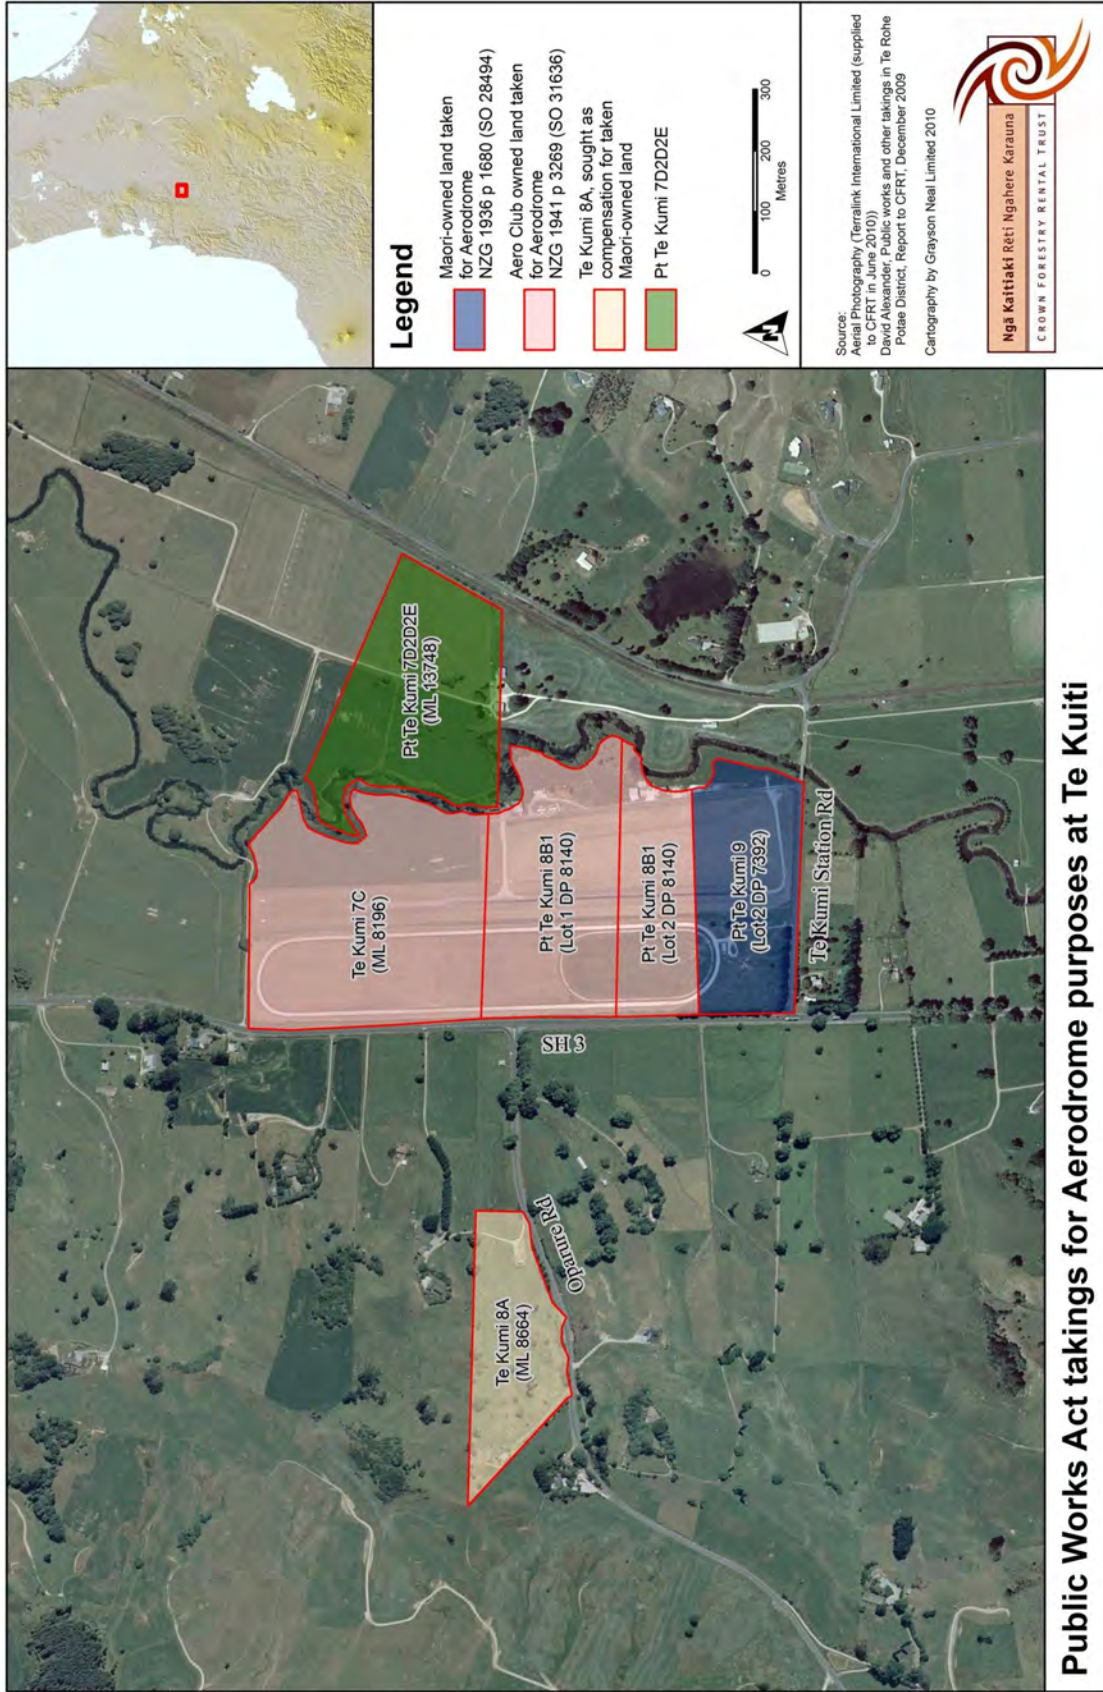 Pt Te Kumi 7D2D2E
(ML 13748)
Te Kumi 7C
(ML 8196)
Pt Te Kumi 8B1
(Lot 1 DP 8140)
Pt Te Kumi 8B1
(Lot 2 DP 8140)
Pt Te Kumi 9
(Lot 2 DP 7392)
Te Kumi Station Rd
SH 3
Oparure Rd
Te Kumi 8A
(ML 8664)
Legend
Maori-owned land taken
for Aerodrome
NZG 1936 p 1680 (SO 28494)
Aero Club owned land taken
for Aerodrome
NZG 1941 p 3269 (SO 31636)
Te Kumi 8A, sought as
compensation for taken
Maori-owned land
Pt Te Kumi 7D2D2E
N
0 100 200 300
Metres
Source:
Aerial Photography (Terralink International Limited (supplied
to CFRT in June 2010))
David Alexander, Public works and other takings in Te Rohe
Potae District, Report to CFRT, December 2009
Cartography by Grayson Neal Limited 2010
Ngā Kaitiaki Rēti Ngahere Karauna
CROWN FORESTRY RENTAL TRUST
Public Works Act takings for Aerodrome purposes at Te Kuiti